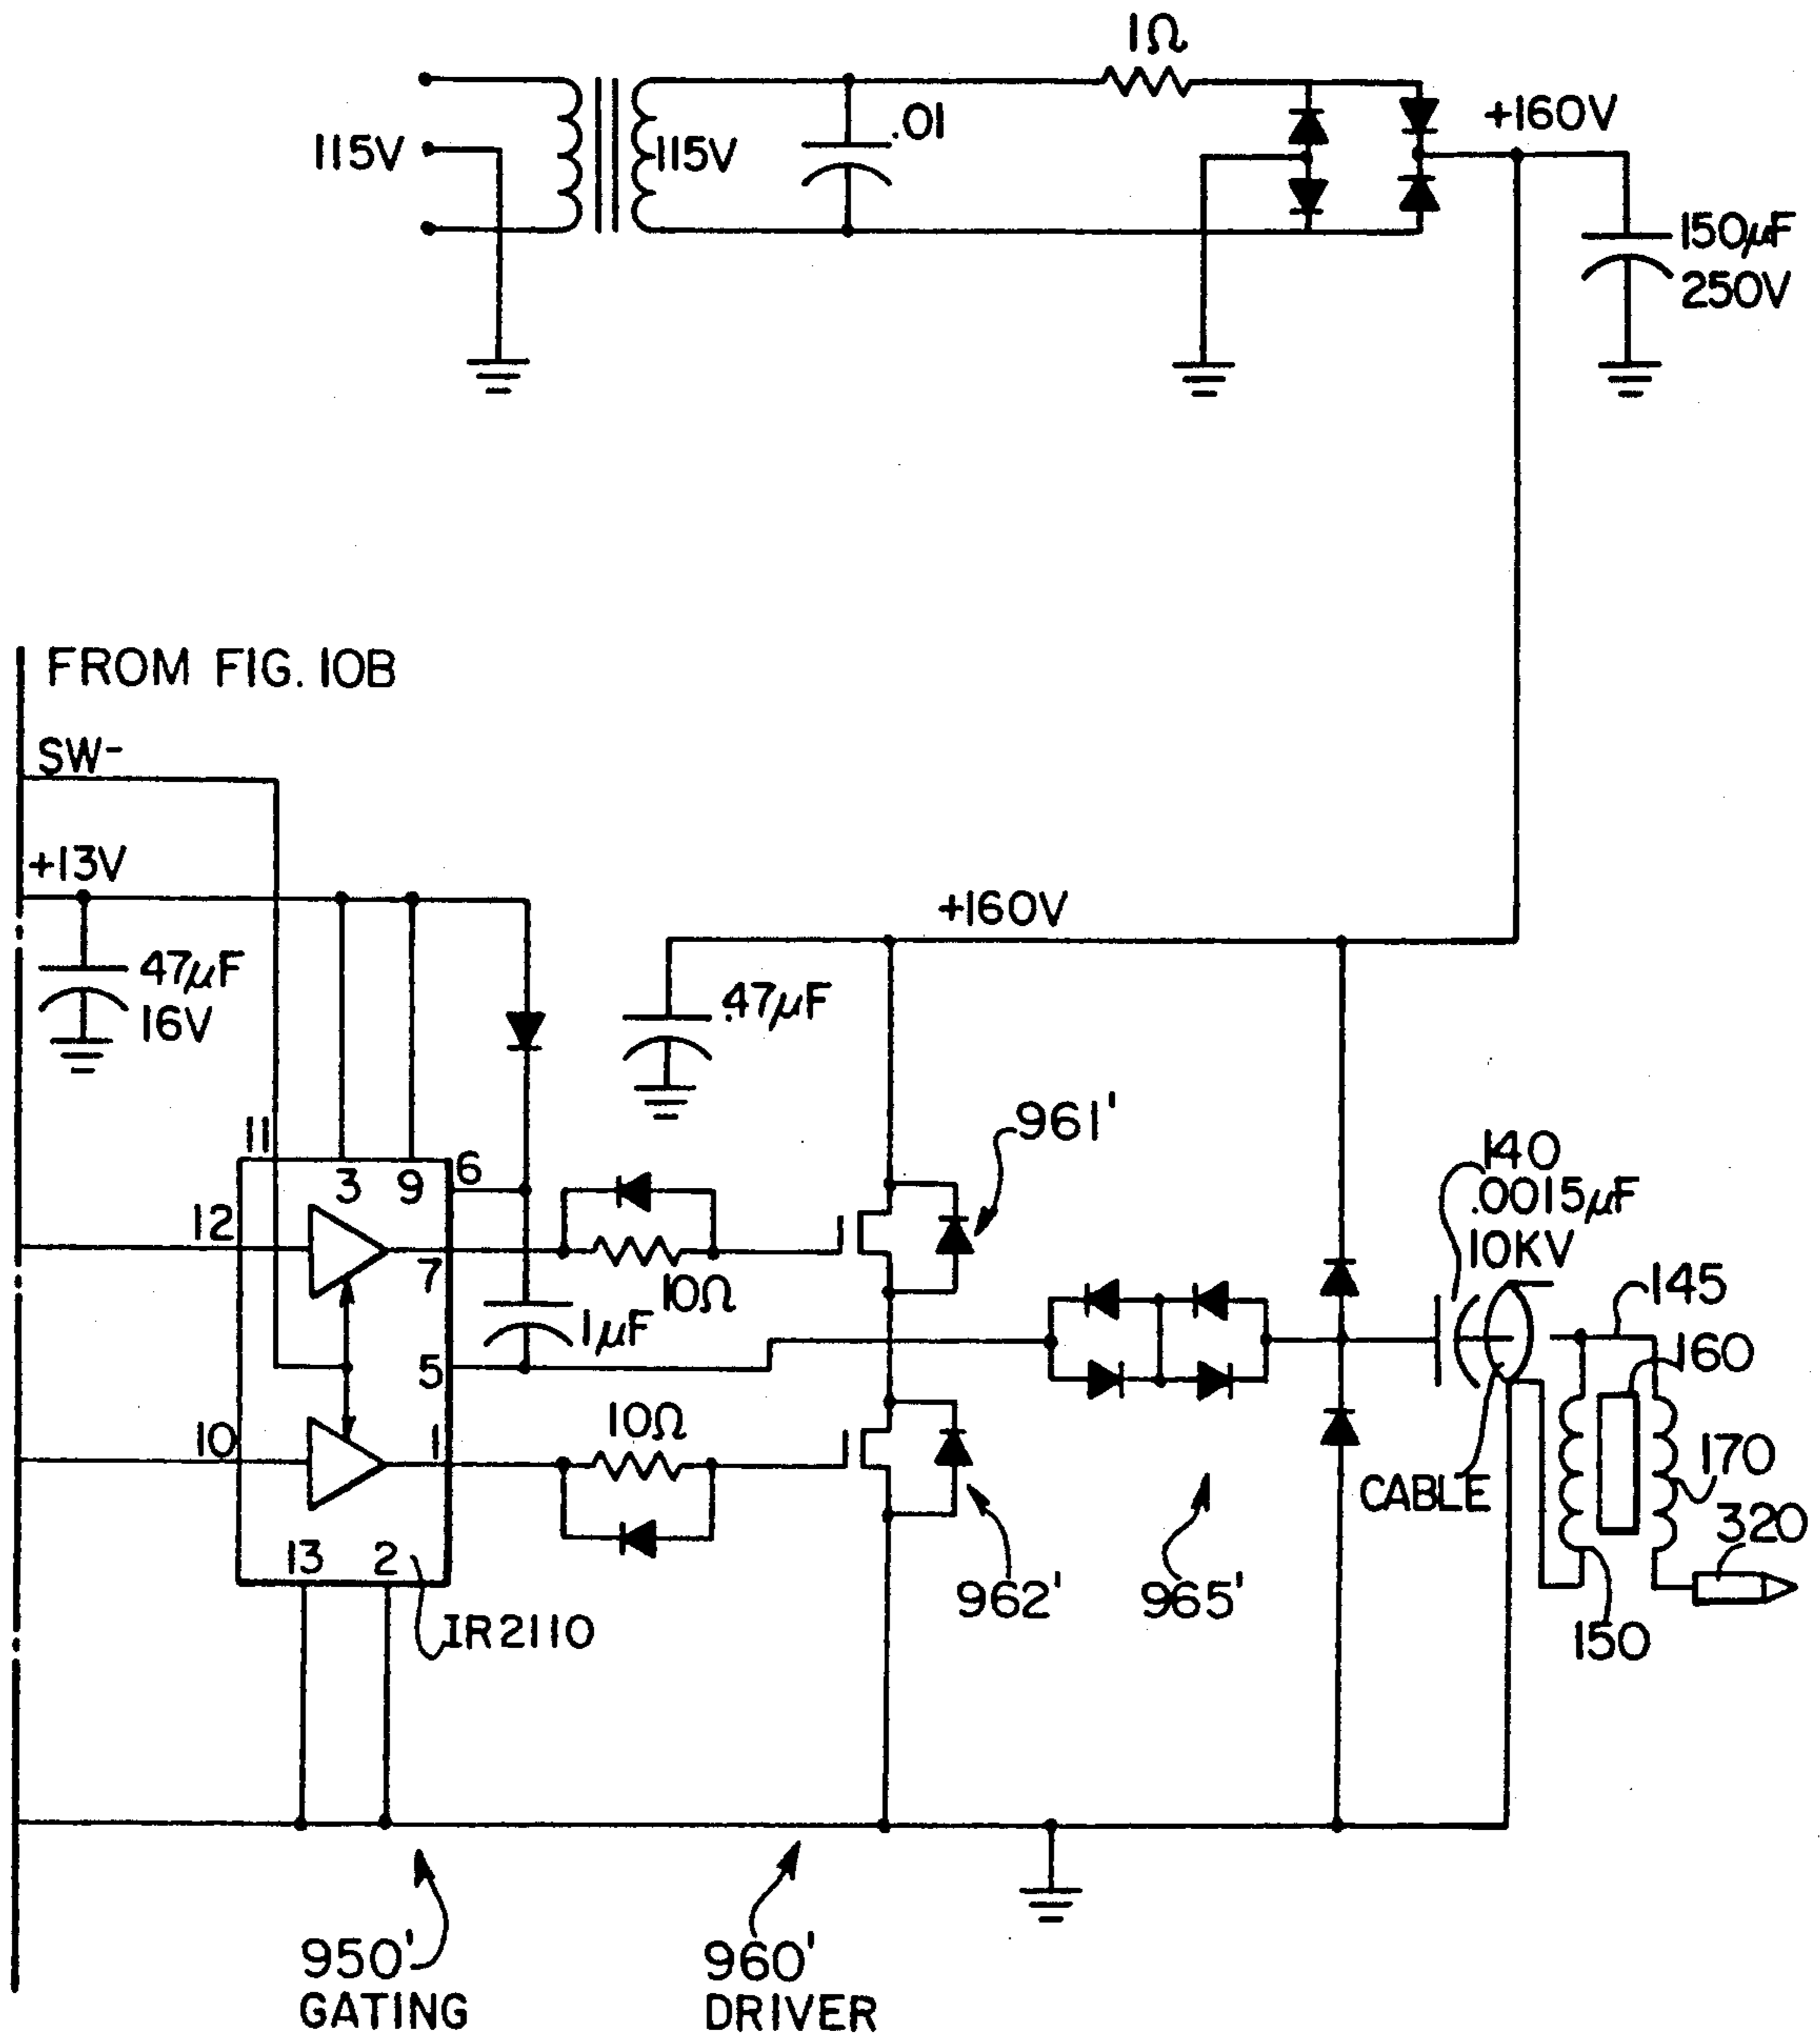 1Ω
115V
115V
.01
+160V
150µF
250V
FROM FIG. 10B
SW-
+13V
+160V
47µF
16V
.47µF
961'
11
3
9
6
140
.0015µF
10KV
12
7
10Ω
1µF
145
160
5
10
10Ω
1
170
CABLE
320
13
2
962'
965'
IR2110
150
950'
GATING
960'
DRIVER